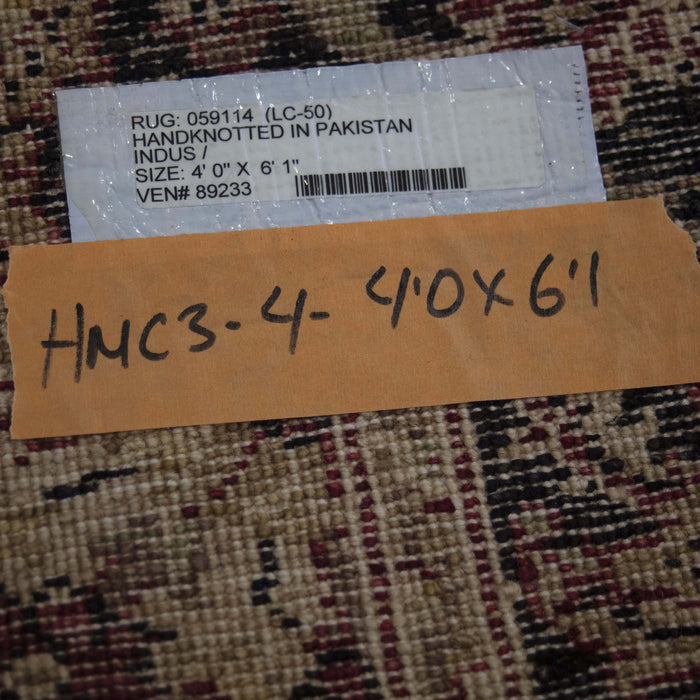 RUG: 059114 (LC-50)
HANDKNOTTED IN PAKISTAN
INDUS /
SIZE: 4' 0" X 6' 1"
VEN# 89233
HMC3-4- 4'0X6'1